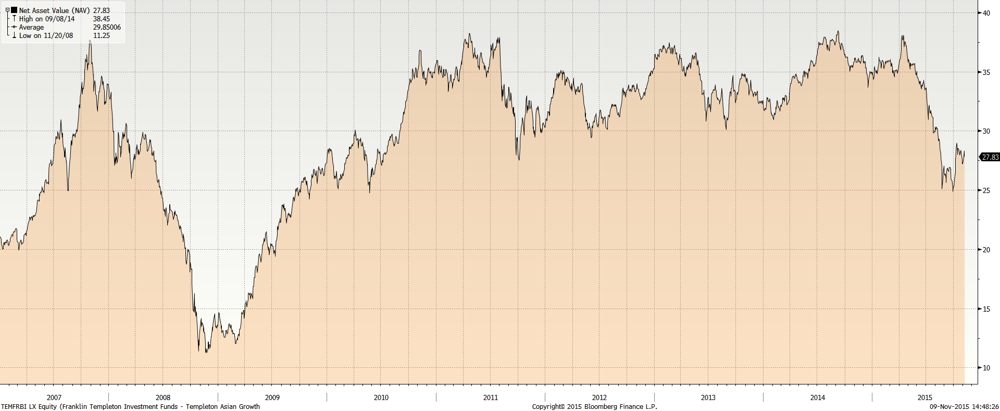 Net Asset Value (NAV) 27.83
High on 09/08/14 38.45
Average 29.85006
Low on 11/20/08 11.25
40
35
30
27.83
25
20
15
10
2007 2008 2009 2010 2011 2012 2013 2014 2015
TEMFRBI LX Equity (Franklin Templeton Investment Funds - Templeton Asian Growth Copyright© 2015 Bloomberg Finance L.P. 09-Nov-2015 14:48:26